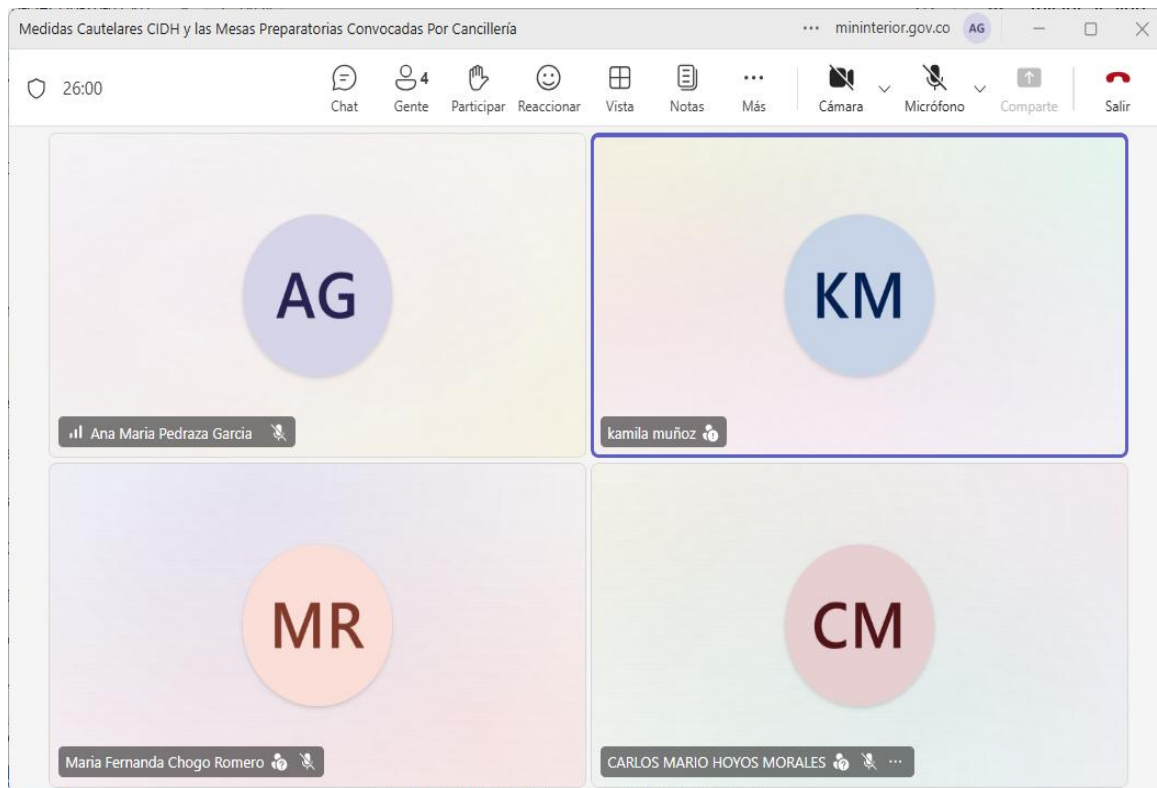 Medidas Cautelares CIDH y las Mesas Preparatorias Convocadas Por Cancillería
mininterior.gov.co AG
26:00
4
Chat Gente Participar Reaccionar Vista Notas Más Cámara Micrófono Comparte Salir
AG
KM
Ana Maria Pedraza Garcia
kamila muñoz
MR
CM
Maria Fernanda Chogo Romero
CARLOS MARIO HOYOS MORALES